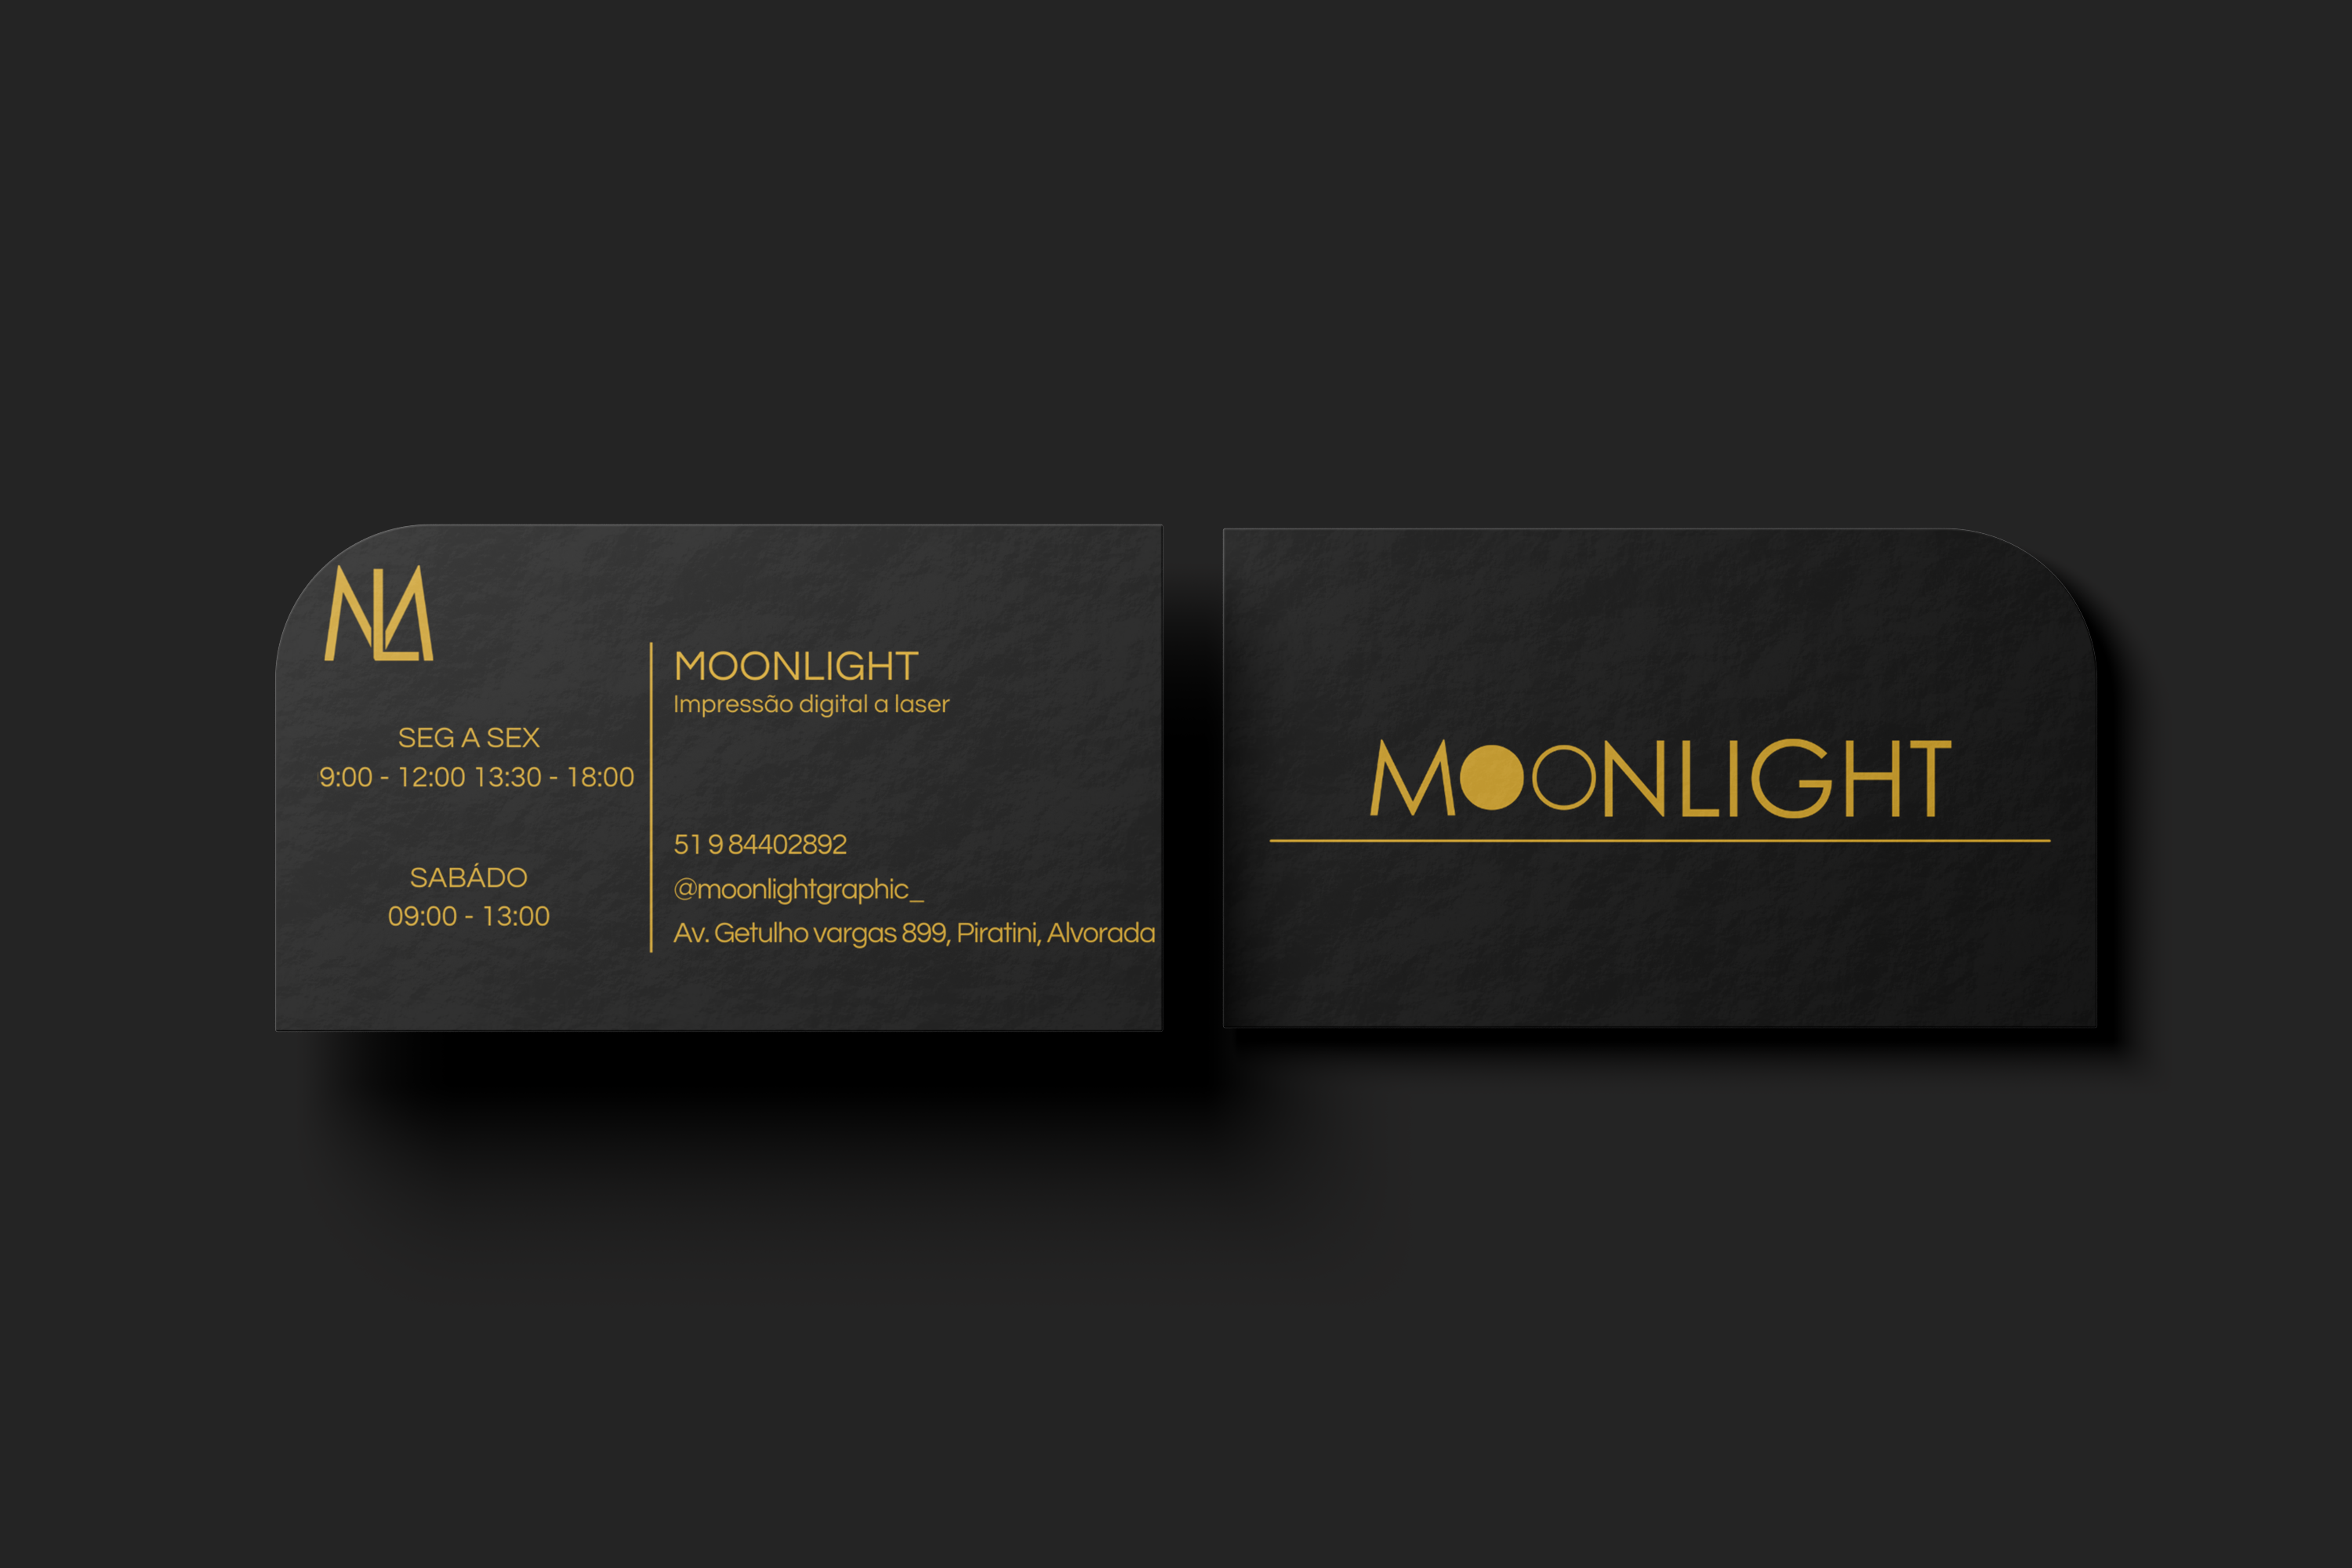 ML
SEG A SEX
9:00 - 12:00 13:30 - 18:00
SABÁDO
09:00 - 13:00
MOONLIGHT
Impressão digital a laser
51 9 84402892
@moonlightgraphic_
Av. Getulho vargas 899, Piratini, Alvorada
MOONLIGHT